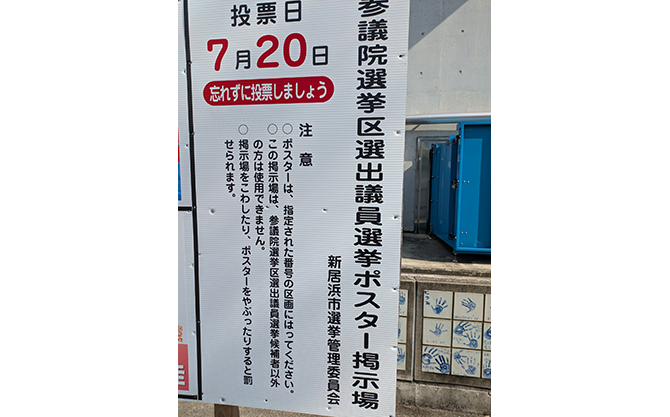 参議院選挙区選出議員選挙ポスター掲示場
新居浜市選挙管理委員会
投票日
7月20日
忘れずに投票しましょう
注意
○ポスターは、指定された番号の区画にはってください。
○この掲示場は、参議院選挙区選出議員選挙候補者以外
の方は使用できません。
○掲示場をこわしたり、ポスターをやぶったりすると罰
せられます。